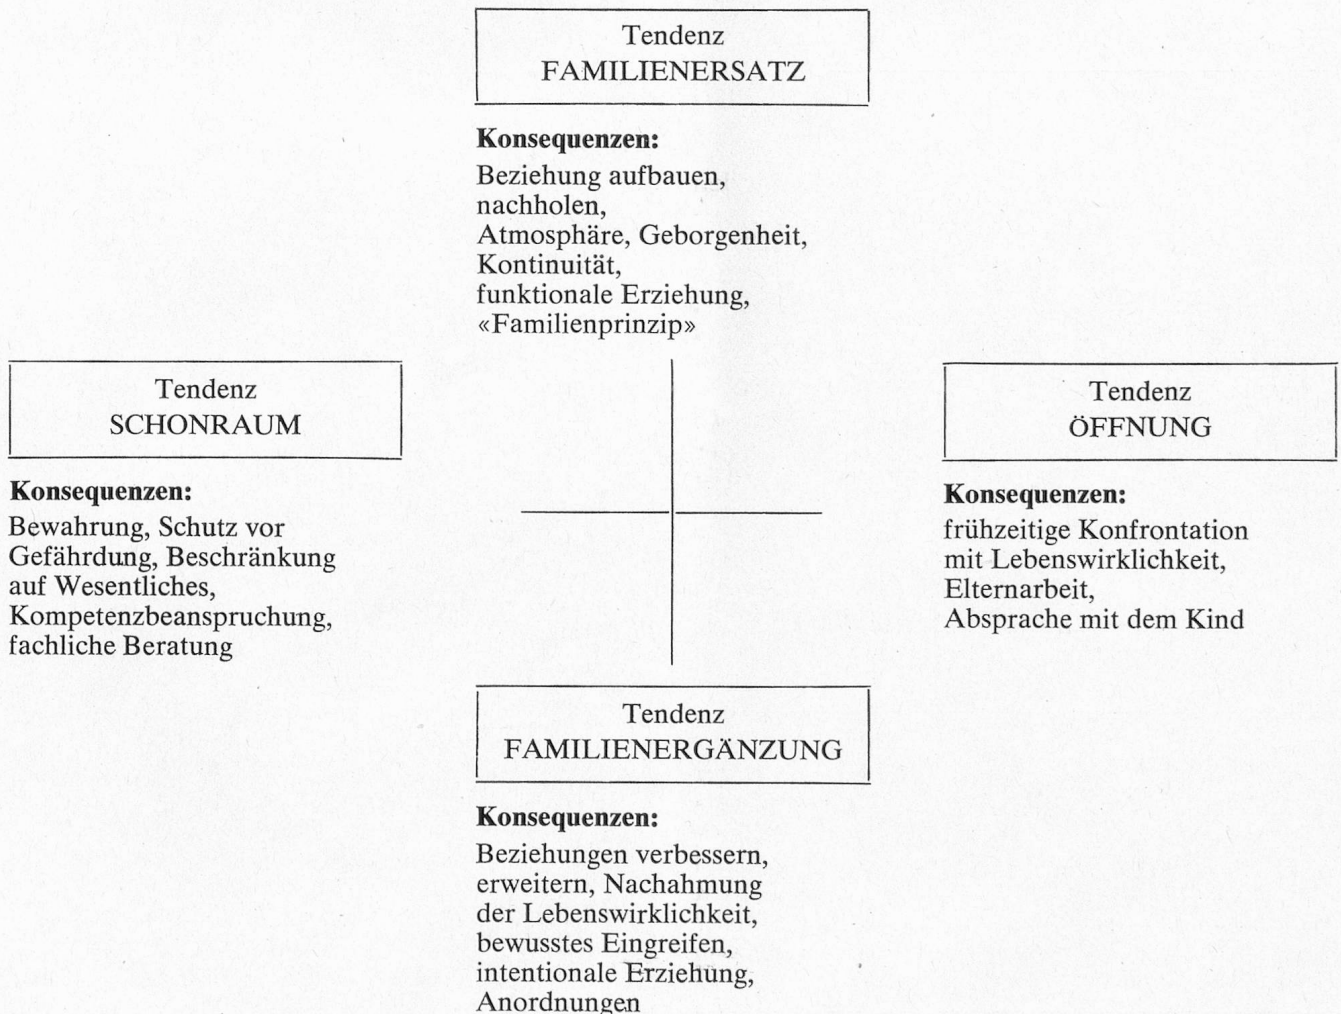 Tendenz
FAMILIENERSATZ
Konsequenzen:
Beziehung aufbauen,
nachholen,
Atmosphäre, Geborgenheit,
Kontinuität,
funktionale Erziehung,
«Familienprinzip»
Tendenz
SCHONRAUM
Konsequenzen:
Bewahrung, Schutz vor
Gefährdung, Beschränkung
auf Wesentliches,
Kompetenzbeanspruchung,
fachliche Beratung
Tendenz
ÖFFNUNG
Konsequenzen:
frühzeitige Konfrontation
mit Lebenswirklichkeit,
Elternarbeit,
Absprache mit dem Kind
Tendenz
FAMILIENERGÄNZUNG
Konsequenzen:
Beziehungen verbessern,
erweitern, Nachahmung
der Lebenswirklichkeit,
bewusstes Eingreifen,
intentionale Erziehung,
Anordnungen